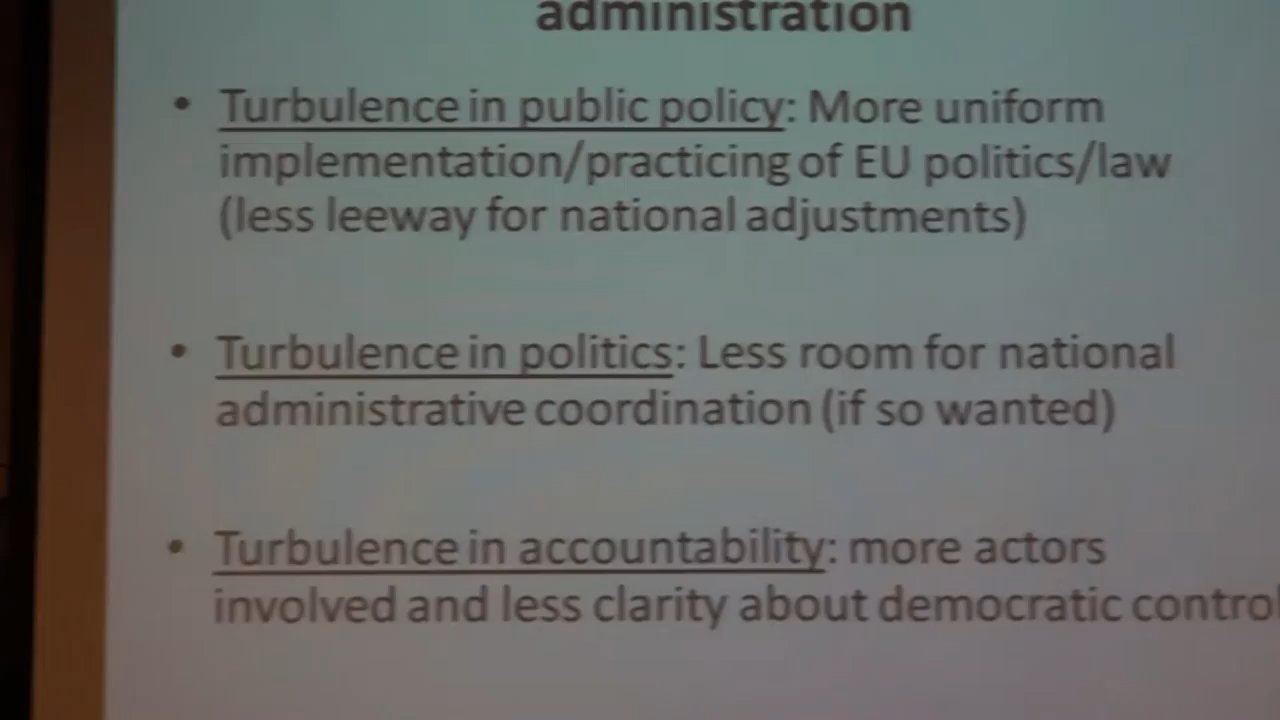 administration
• Turbulence in public policy: More uniform
implementation/practicing of EU politics/law
(less leeway for national adjustments)
• Turbulence in politics: Less room for national
administrative coordination (if so wanted)
• Turbulence in accountability: more actors
involved and less clarity about democratic control